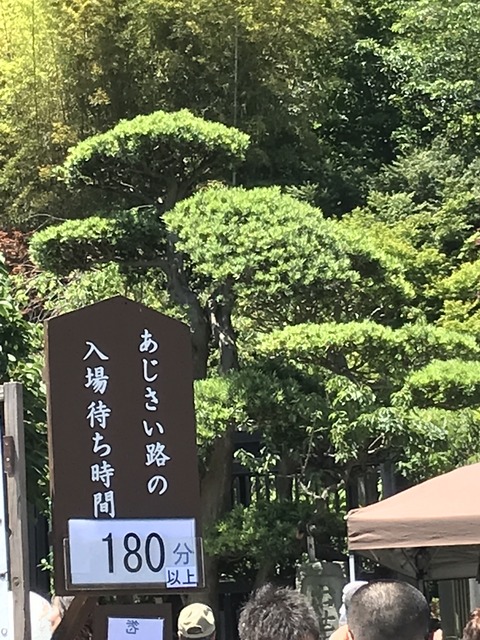 あじさい路の
入場待ち時間
180分
以上